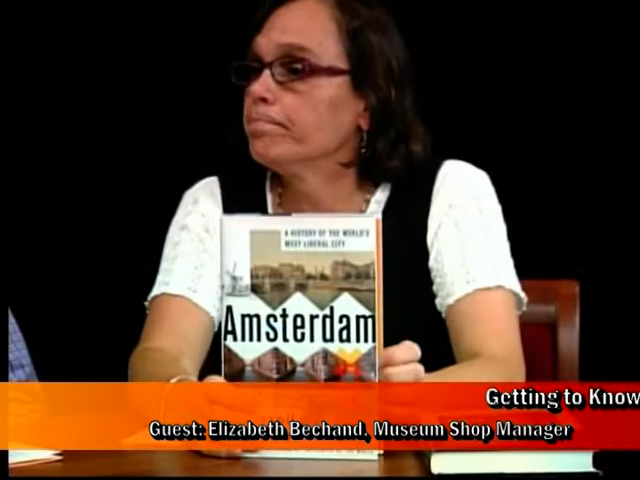 A HISTORY OF THE WORLD'S
MOST LIBERAL CITY
Amsterdam
Getting to Know
Guest: Elizabeth Bechand, Museum Shop Manager